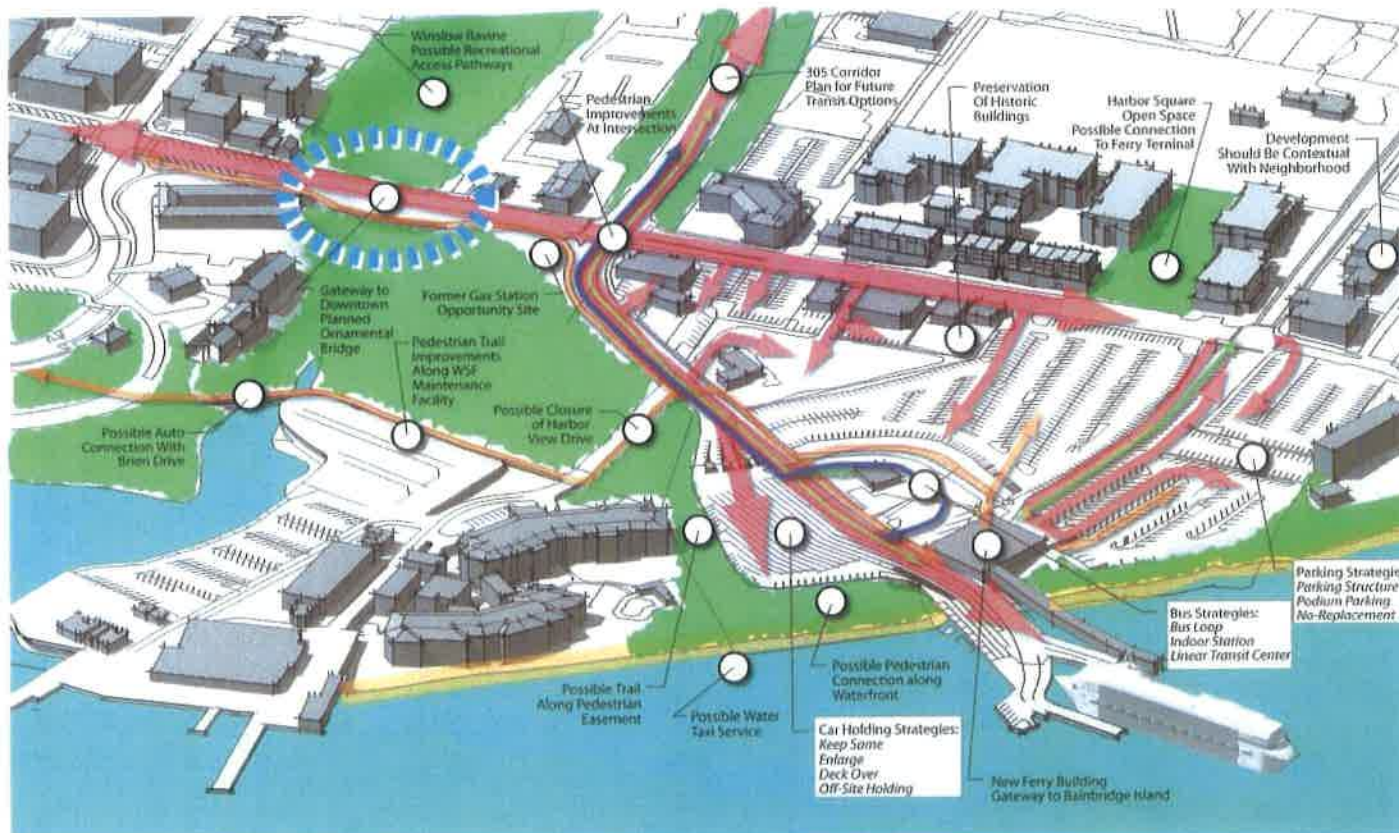 Winslow Ravine
Possible Recreational
Access Pathways
Pedestrian
Improvements
At Intersection
305 Corridor
Plan for Future
Transit Options
Preservation
Of Historic
Buildings
Harbor Square
Open Space
Possible Connection
To Ferry Terminal
Development
Should Be Contextual
With Neighborhood
Gateway to
Downtown
Planned
Ornamental
Bridge
Former Gas Station
Opportunity Site
Pedestrian Trail
Improvements
Along WSF
Maintenance
Facility
Possible Closure
of Harbor
View Drive
Possible Auto
Connection With
Brien Drive
Possible Trail
Along Pedestrian
Easement
Possible Water
Taxi Service
Possible Pedestrian
Connection along
Waterfront
Car Holding Strategies:
Keep Same
Enlarge
Deck Over
Off-Site Holding
New Ferry Building
Gateway to Bainbridge Island
Bus Strategies:
Bus Loop
Indoor Station
Linear Transit Center
Parking Strategie
Parking Structure
Podium Parking
No-Replacement